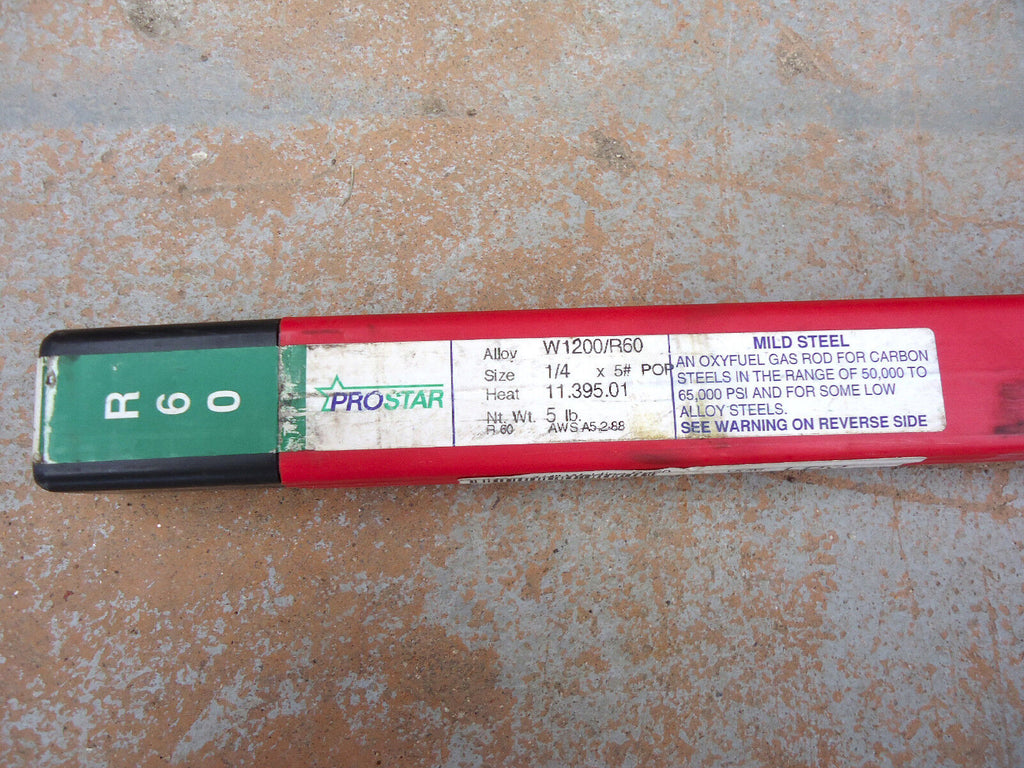 R
6
0
PROSTAR
Alloy W1200/R60
Size 1/4 x 5# POP
Heat 11.395.01
Nt. Wt. 5 lb.
R-60 AWS A5.2-88
MILD STEEL
AN OXYFUEL GAS ROD FOR CARBON
STEELS IN THE RANGE OF 50,000 TO
65,000 PSI AND FOR SOME LOW
ALLOY STEELS.
SEE WARNING ON REVERSE SIDE